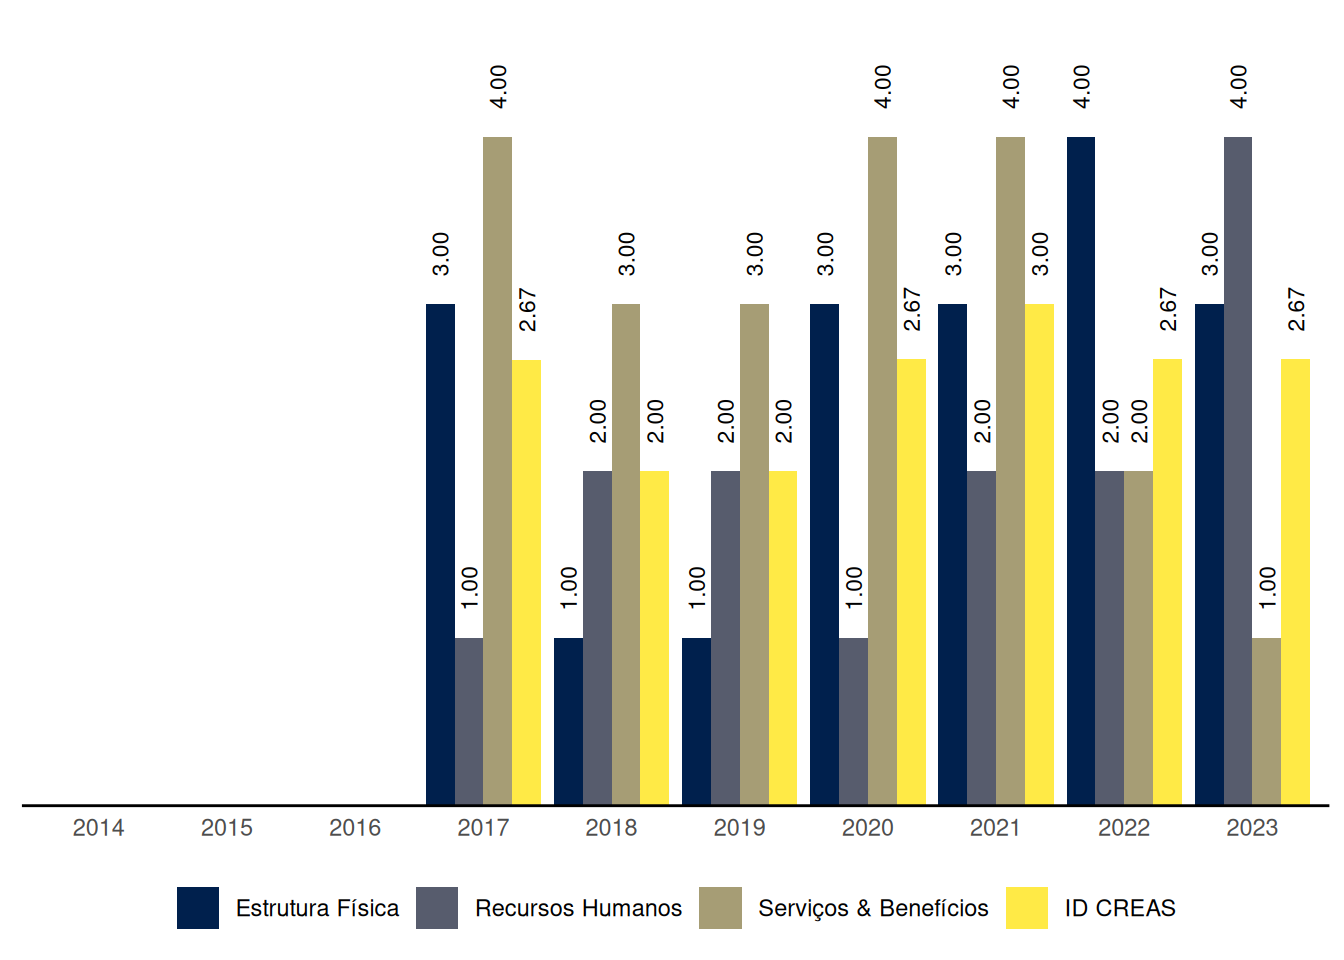 4.00 4.00 4.00 4.00 4.00
3.00 3.00 3.00 3.00 3.00 3.00 3.00
2.67 2.67 2.67 2.67
2.00 2.00 2.00 2.00 2.00 2.00 2.00
1.00 1.00 1.00 1.00 1.00
2014 2015 2016 2017 2018 2019 2020 2021 2022 2023
Estrutura Física Recursos Humanos Serviços & Benefícios ID CREAS